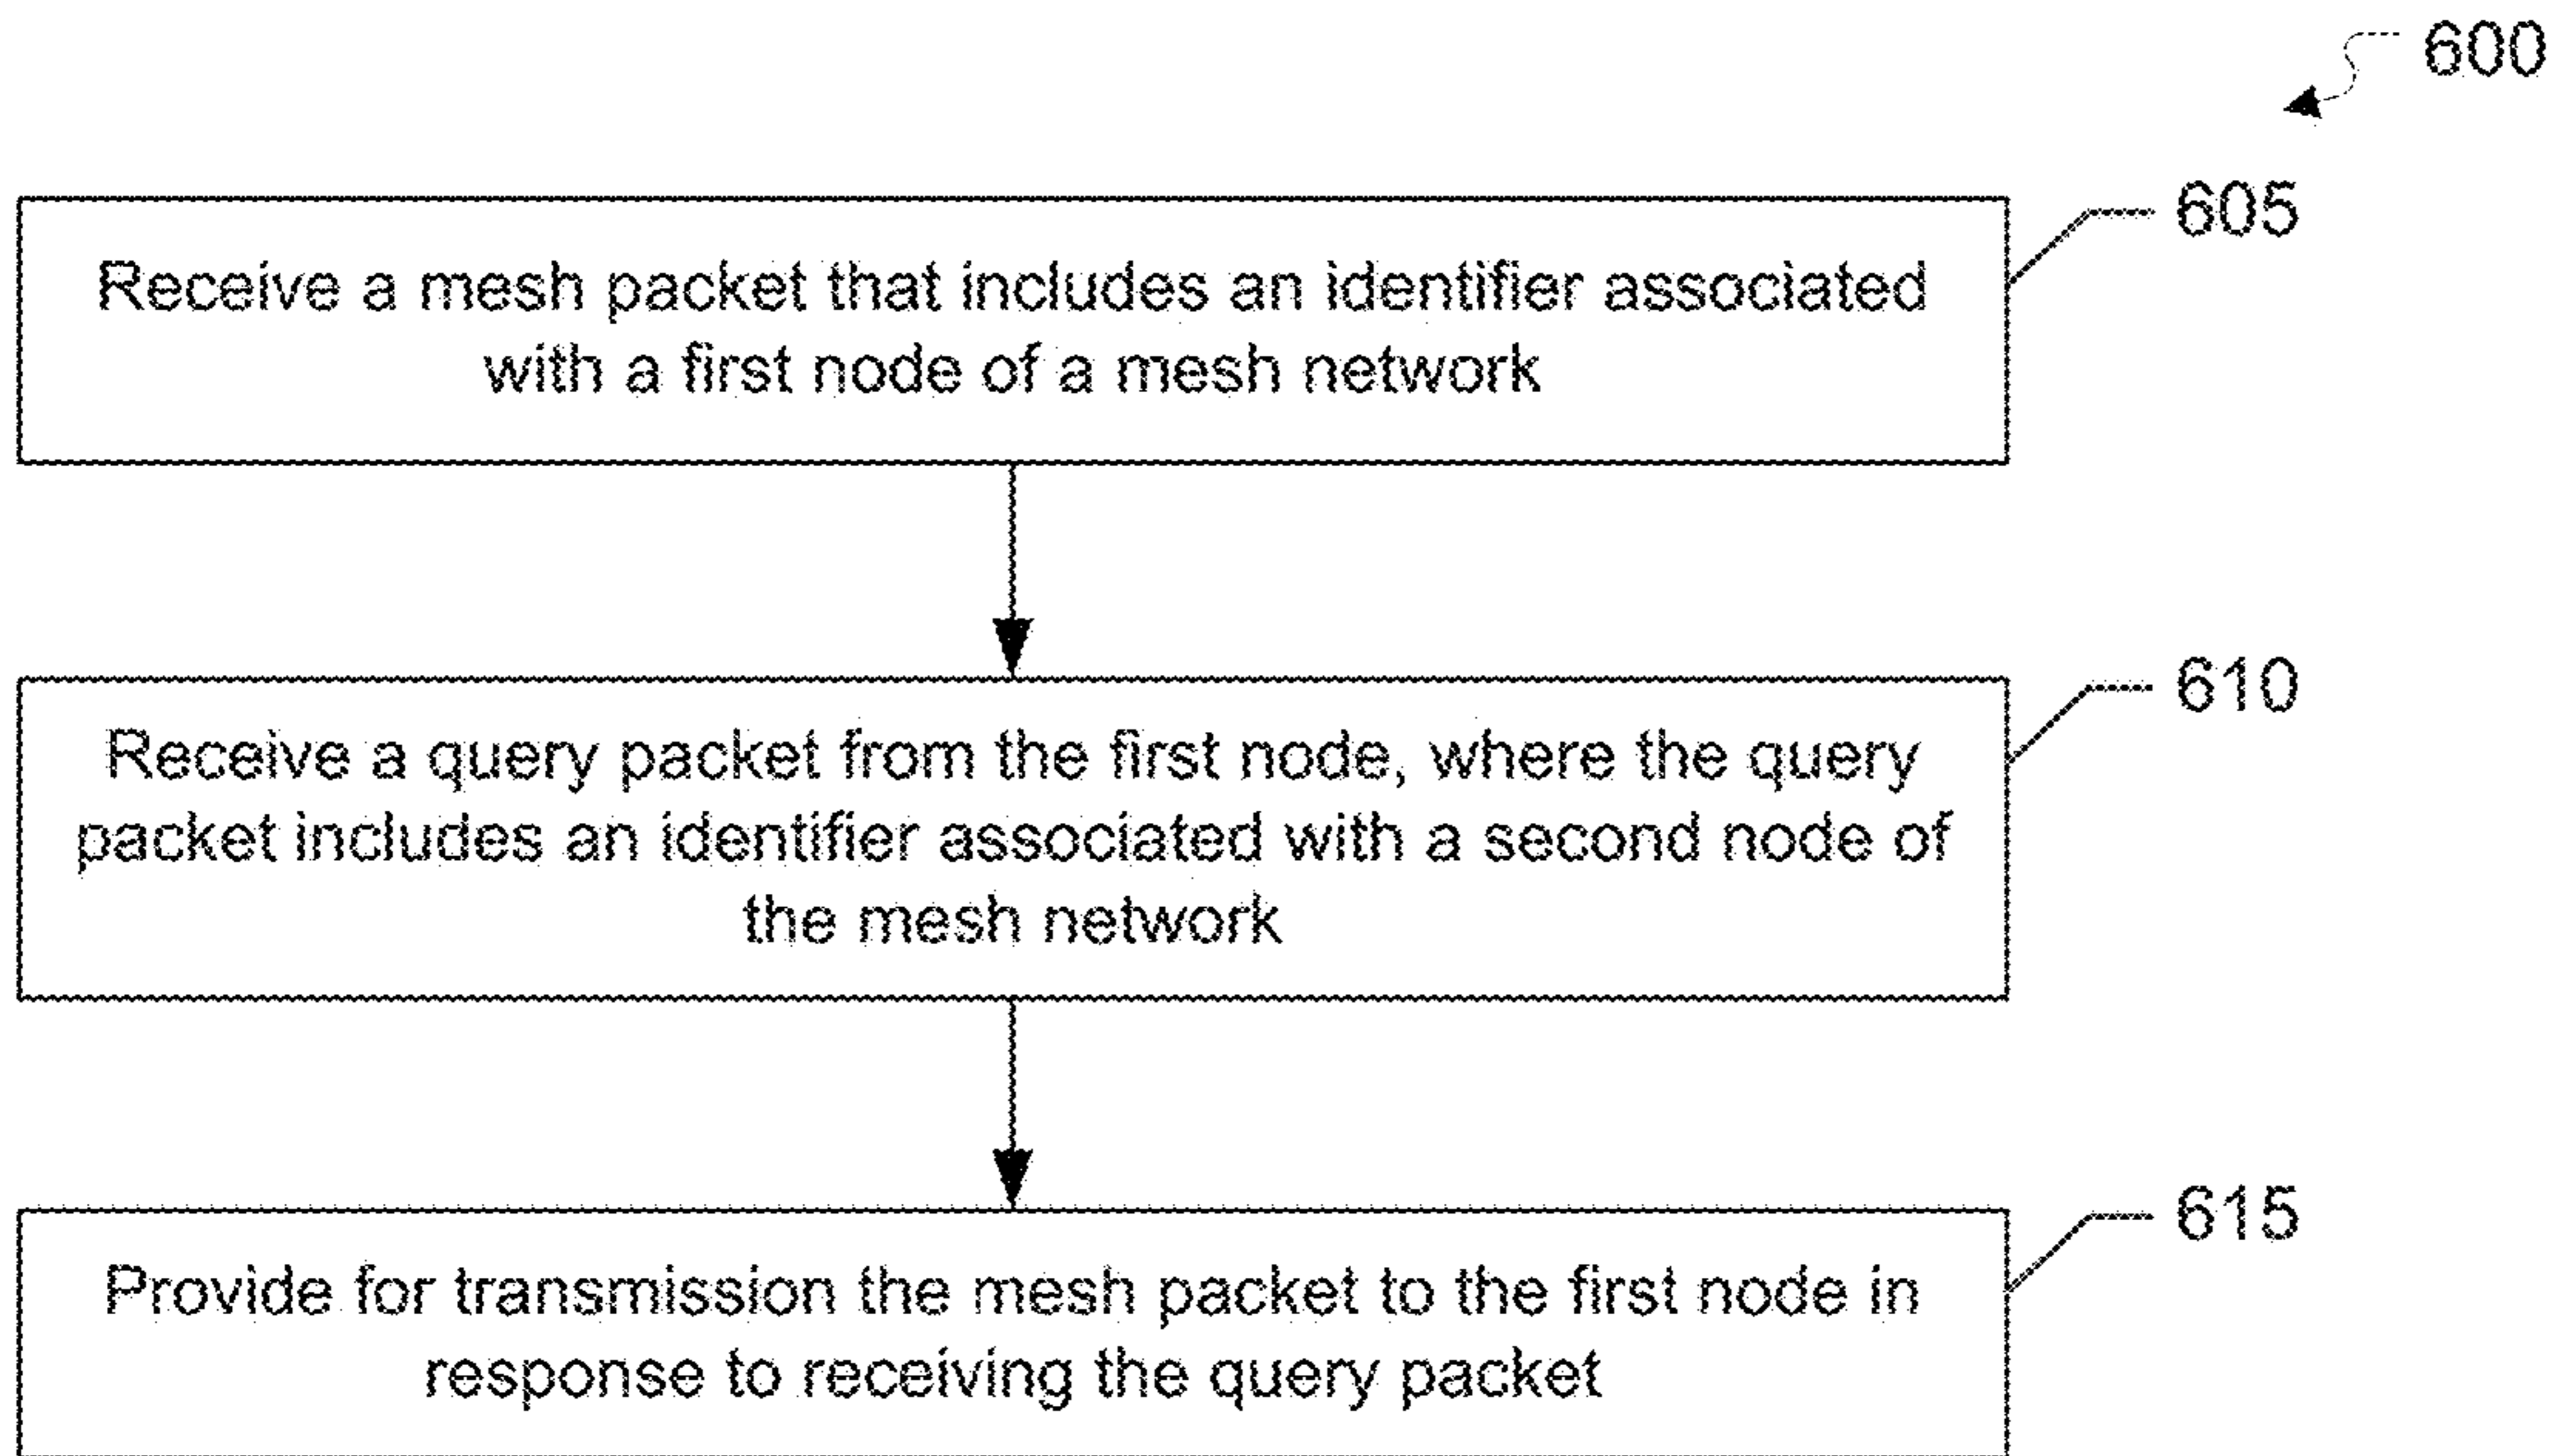 600
605
Receive a mesh packet that includes an identifier associated
with a first node of a mesh network
610
Receive a query packet from the first node, where the query
packet includes an identifier associated with a second node of
the mesh network
615
Provide for transmission the mesh packet to the first node in
response to receiving the query packet